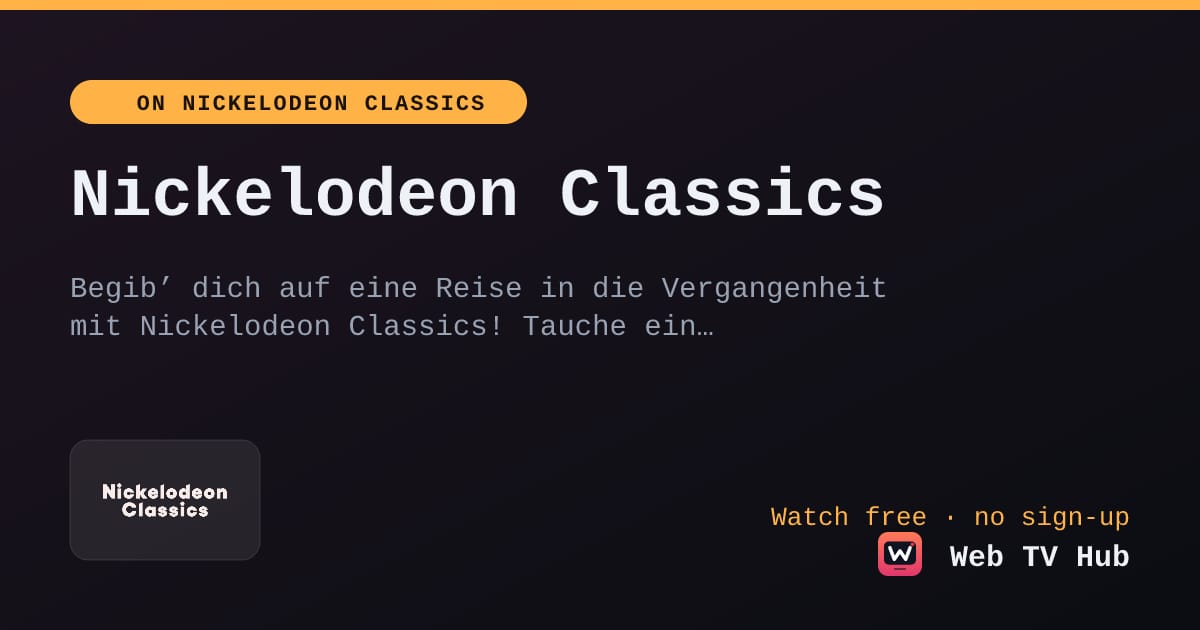 ON NICKELODEON CLASSICS
Nickelodeon Classics
Begib’ dich auf eine Reise in die Vergangenheit
mit Nickelodeon Classics! Tauche ein…
Nickelodeon
Classics
Watch free · no sign-up
W
Web TV Hub